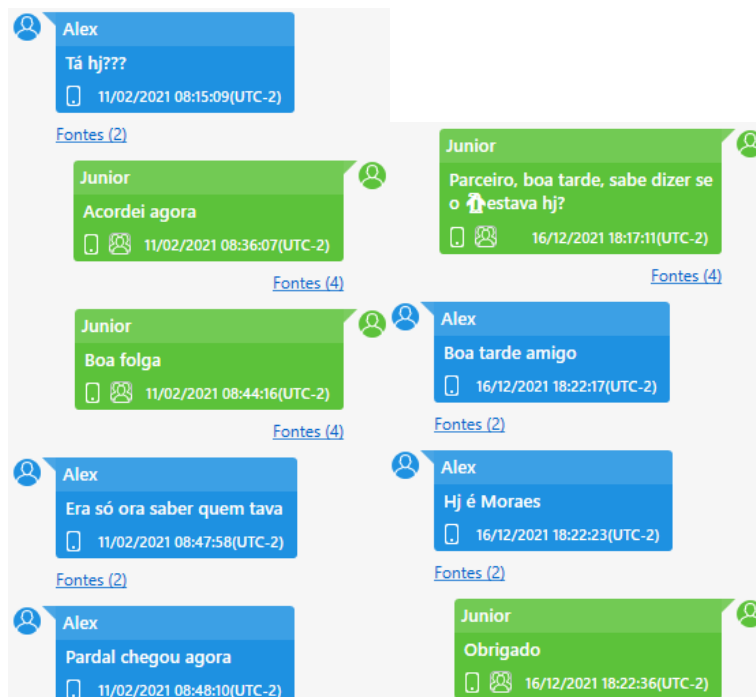 Alex
Tá hj???
11/02/2021 08:15:09(UTC-2)
Fontes (2)
Junior
Acordei agora
11/02/2021 08:36:07(UTC-2)
Fontes (4)
Junior
Boa folga
11/02/2021 08:44:16(UTC-2)
Fontes (4)
Alex
Era só ora saber quem tava
11/02/2021 08:47:58(UTC-2)
Fontes (2)
Alex
Pardal chegou agora
11/02/2021 08:48:10(UTC-2)
Junior
Parceiro, boa tarde, sabe dizer se
o estava hj?
16/12/2021 18:17:11(UTC-2)
Fontes (4)
Alex
Boa tarde amigo
16/12/2021 18:22:17(UTC-2)
Fontes (2)
Alex
Hj é Moraes
16/12/2021 18:22:23(UTC-2)
Fontes (2)
Junior
Obrigado
16/12/2021 18:22:36(UTC-2)